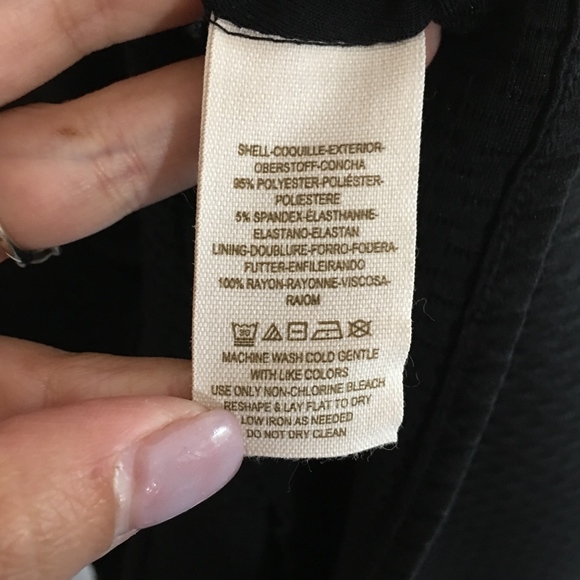 SHELL-COQUILLE-EXTERIOR-
OBERSTOFF-CONCHA
95% POLYESTER-POLIÉSTER-
POLIESTERE
5% SPANDEX-ÉLASTHANNE-
ELASTANO-ELASTAN
LINING-DOUBLURE-FORRO-FODERA-
FUTTER-ENFILEIRANDO
100% RAYON-RAYONNE-VISCOSA-
RAIOM
30
MACHINE WASH COLD GENTLE
WITH LIKE COLORS
USE ONLY NON-CHLORINE BLEACH
RESHAPE & LAY FLAT TO DRY
LOW IRON AS NEEDED
DO NOT DRY CLEAN